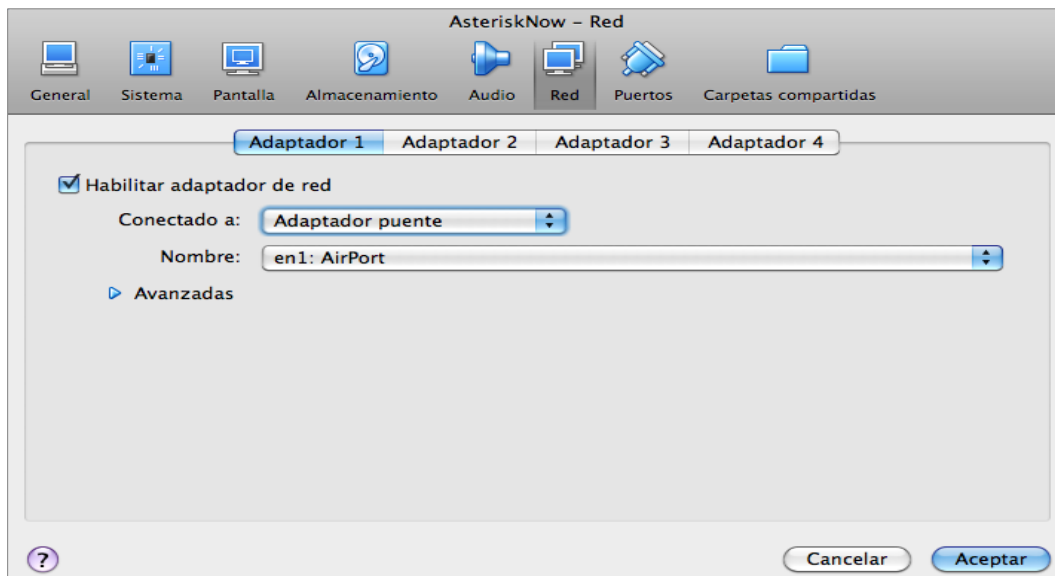 AsteriskNow – Red
General Sistema Pantalla Almacenamiento Audio Red Puertos Carpetas compartidas
Adaptador 1 Adaptador 2 Adaptador 3 Adaptador 4
Habilitar adaptador de red
Conectado a: Adaptador puente
Nombre: en1: AirPort
Avanzadas
? Cancelar Aceptar